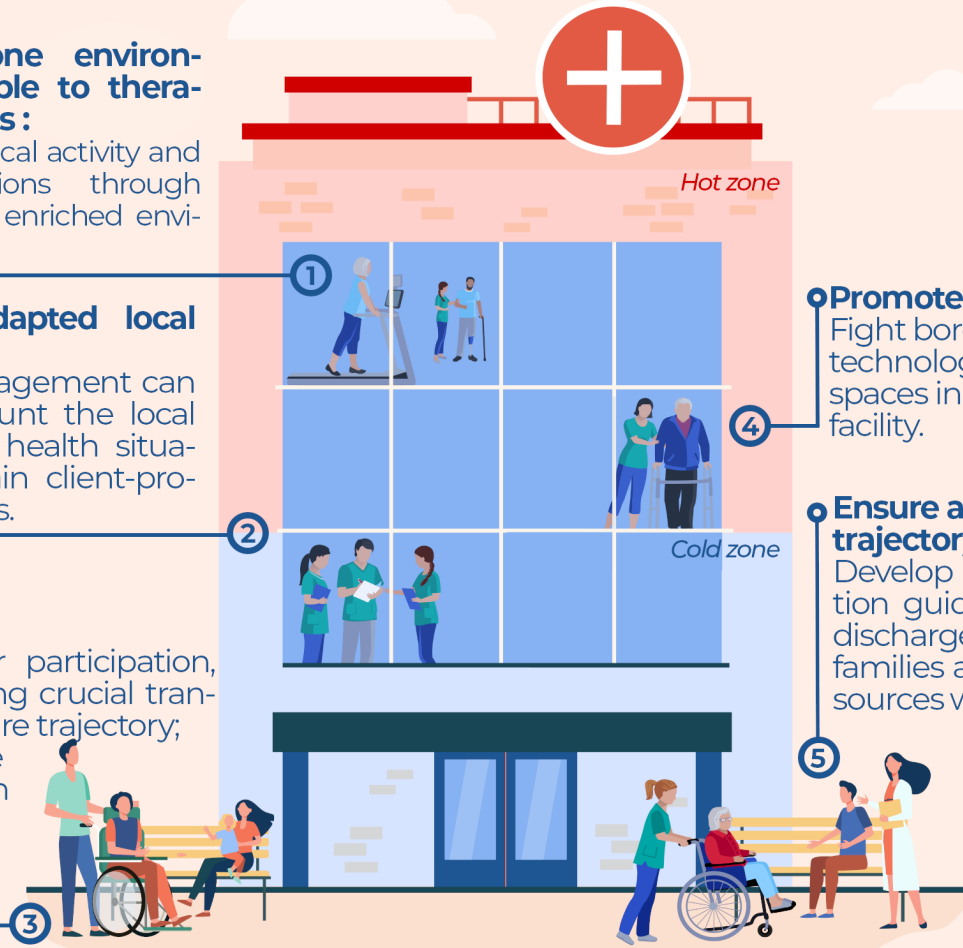 one environ-
ble to thera-
s :
cal activity and
ions through
enriched envi-
1
dapted local
agement can
unt the local
health situa-
in client-pro-
s.
2
r participation,
ng crucial tran-
re trajectory;
e
n
3
Hot zone
Cold zone
Promote
Fight bor
technolog
spaces in
facility.
4
Ensure a
trajector
Develop
tion guid
discharge
families a
sources v
5